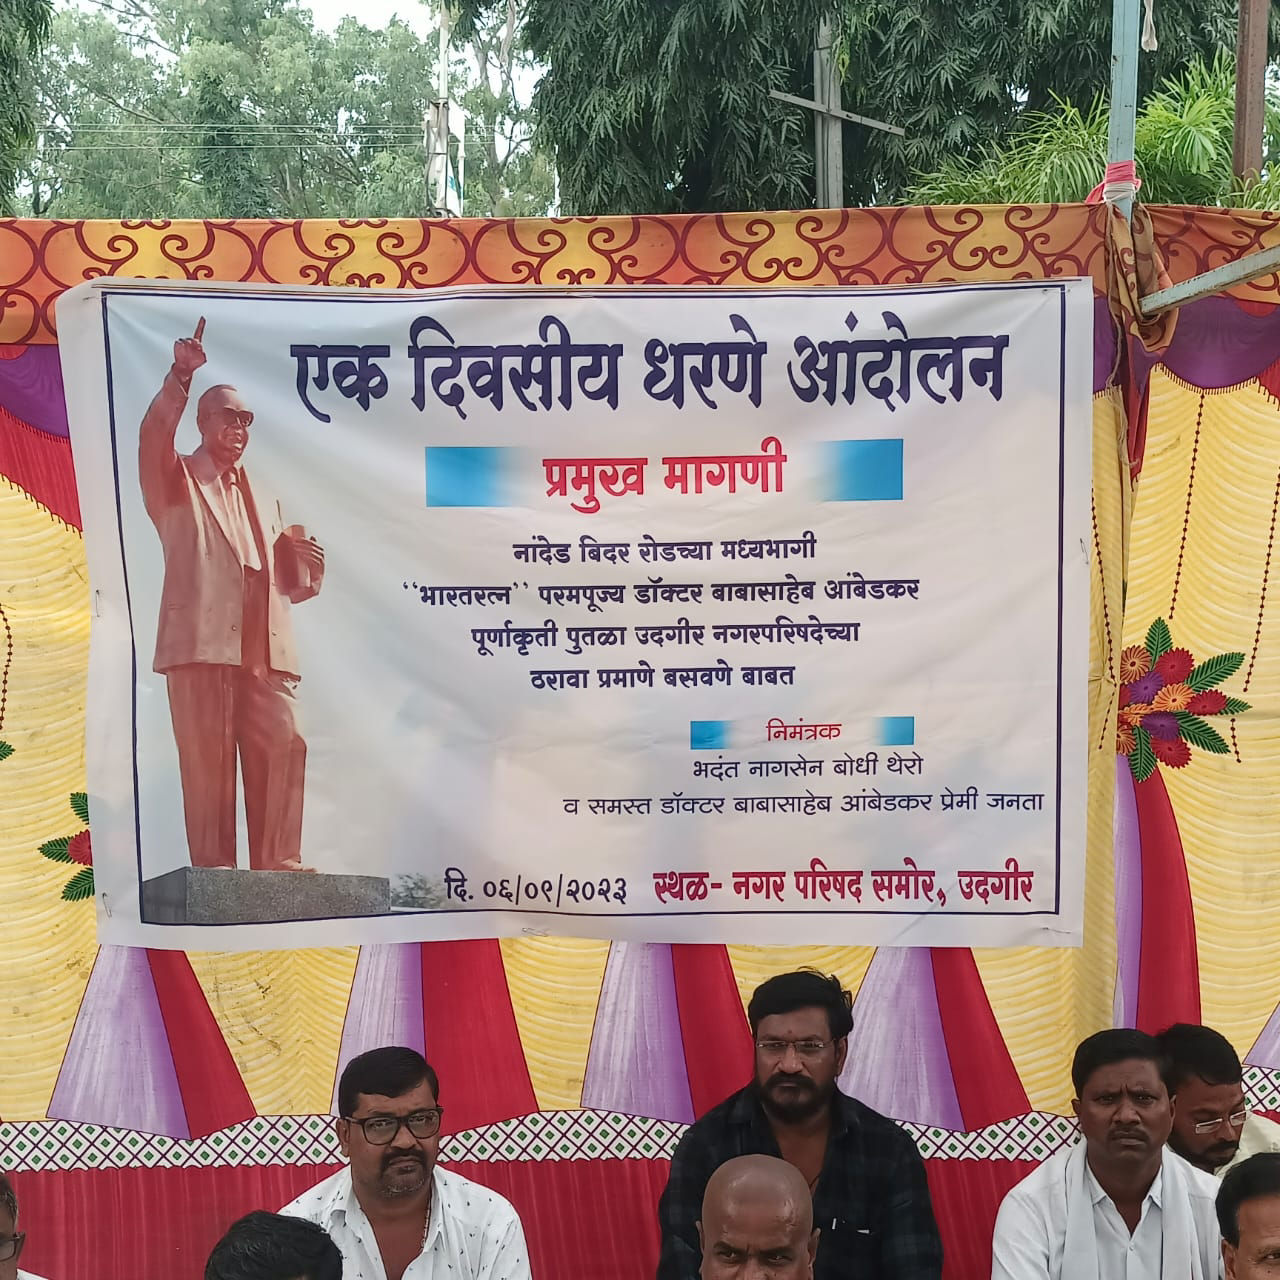 एक दिवसीय धरणे आंदोलन
प्रमुख मागणी
नांदेड बिदर रोडच्या मध्यभागी
“भारतरत्न” परमपूज्य डॉक्टर बाबासाहेब आंबेडकर
पूर्णाकृती पुतळा उदगीर नगरपरिषदेच्या
ठरावा प्रमाणे बसवणे बाबत
निमंत्रक
भदंत नागसेन बोधी थेरो
व समस्त डॉक्टर बाबासाहेब आंबेडकर प्रेमी जनता
दि. ०६/०९/२०२३ स्थळ- नगर परिषद समोर, उदगीर